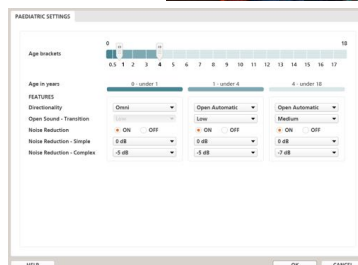 PAEDIATRIC SETTINGS
0 18
Age brackets
0.5 1 2 3 4 5 6 7 8 9 10 11 12 13 14 15 16 17
Age in years 0 - under 1 1 - under 4 4 - under 18
FEATURES
Directionality Omni Open Automatic Open Automatic
Open Sound - Transition Low Low Medium
Noise Reduction ON OFF ON OFF ON OFF
Noise Reduction - Simple 0 dB 0 dB 0 dB
Noise Reduction - Complex -5 dB -5 dB -7 dB
HELP OK CANCEL